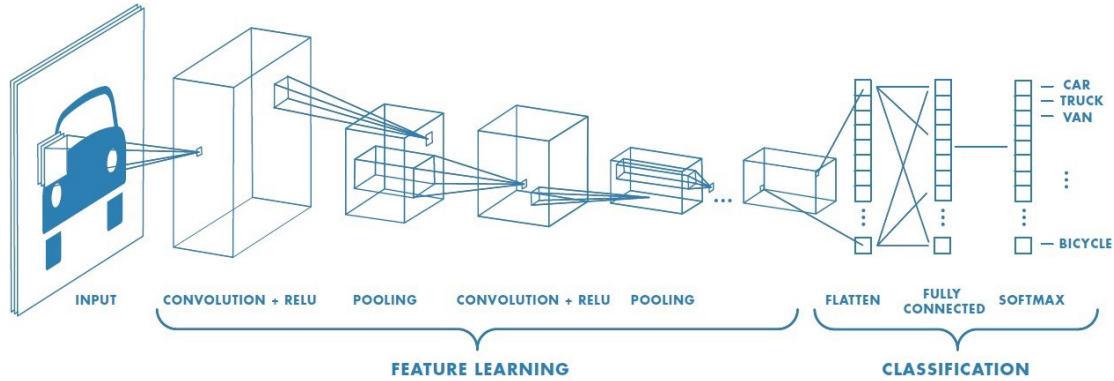 CAR
TRUCK
VAN
BICYCLE
INPUT
CONVOLUTION + RELU
POOLING
CONVOLUTION + RELU
POOLING
FLATTEN
FULLY
CONNECTED
SOFTMAX
FEATURE LEARNING
CLASSIFICATION